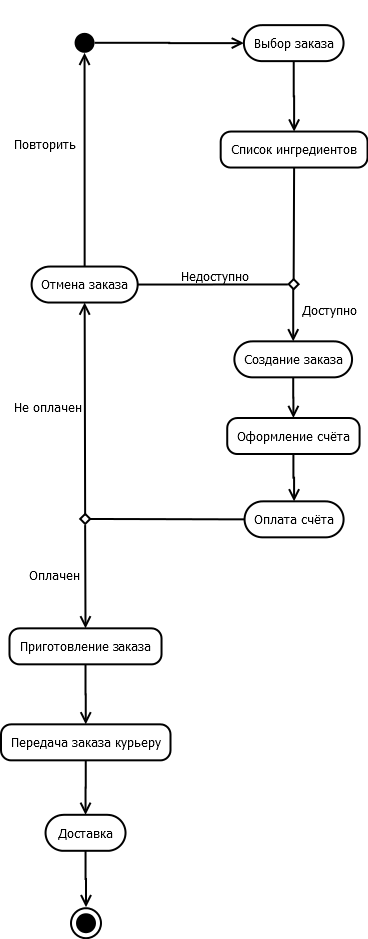 Выбор заказа
Повторить
Список ингредиентов
Недоступно
Отмена заказа
Доступно
Создание заказа
Не оплачен
Оформление счёта
Оплата счёта
Оплачен
Приготовление заказа
Передача заказа курьеру
Доставка